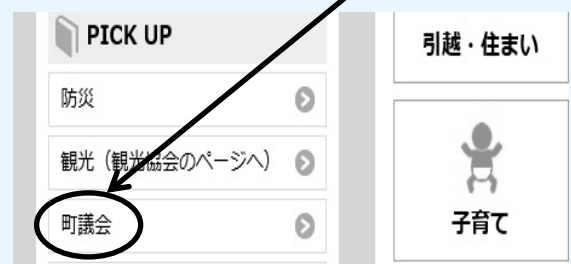 PICK UP
防災
観光（観光協会のページへ）
町議会
引越・住まい
子育て